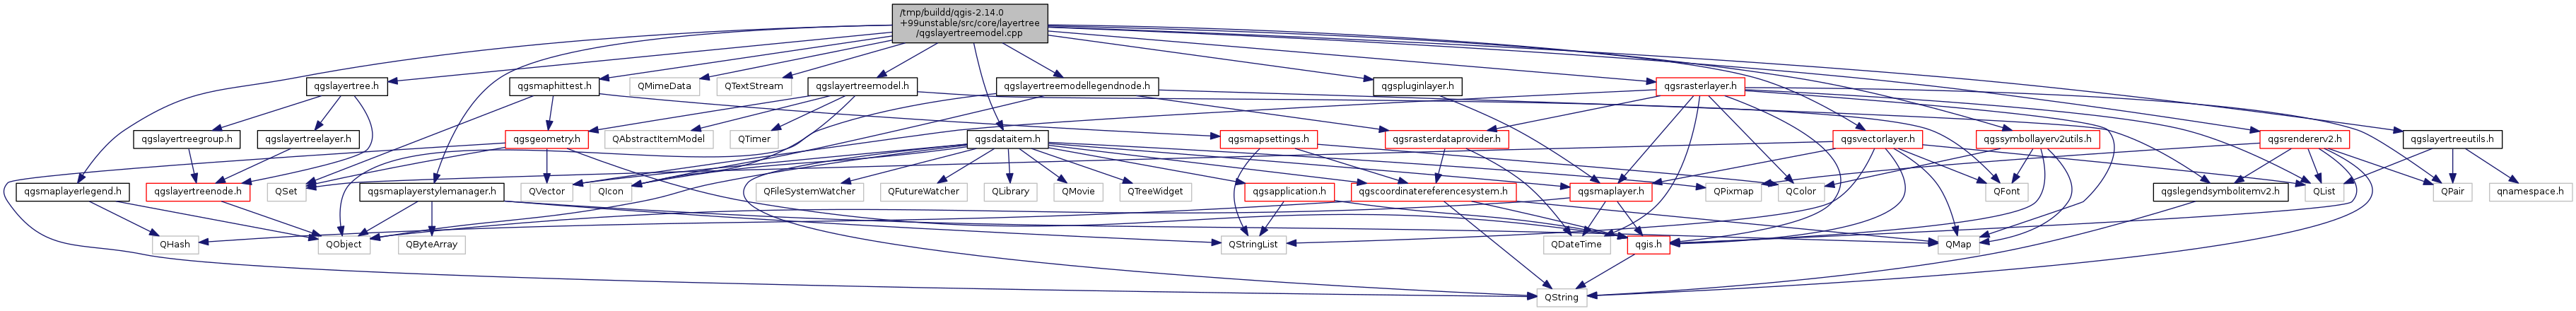 /tmp/buildd/qgis-2.14.0
+99unstable/src/core/layertree
/qgslayertreemodel.cpp
qgslayertree.h
qgsmaphittest.h
QMimeData
QTextStream
qgslayertreemodel.h
qgslayertreemodellegendnode.h
qgspluginlayer.h
qgsrasterlayer.h
qgslayertreegroup.h
qgslayertreelayer.h
qgsgeometry.h
QAbstractItemModel
QTimer
qgsdataitem.h
qgsmapsettings.h
qgsrasterdataprovider.h
qgsvectorlayer.h
qgssymbollayerv2utils.h
qgsrendererv2.h
qgslayertreeutils.h
qgsmaplayerlegend.h
qgslayertreenode.h
QSet
qgsmaplayerstylemanager.h
QVector
QIcon
QFileSystemWatcher
QFutureWatcher
QLibrary
QMovie
QTreeWidget
qgsapplication.h
qgscoordinatereferencesystem.h
qgsmaplayer.h
QPixmap
QColor
QFont
qgslegendsymbolitemv2.h
QList
QPair
qnamespace.h
QHash
QObject
QByteArray
QStringList
QDateTime
qgis.h
QMap
QString